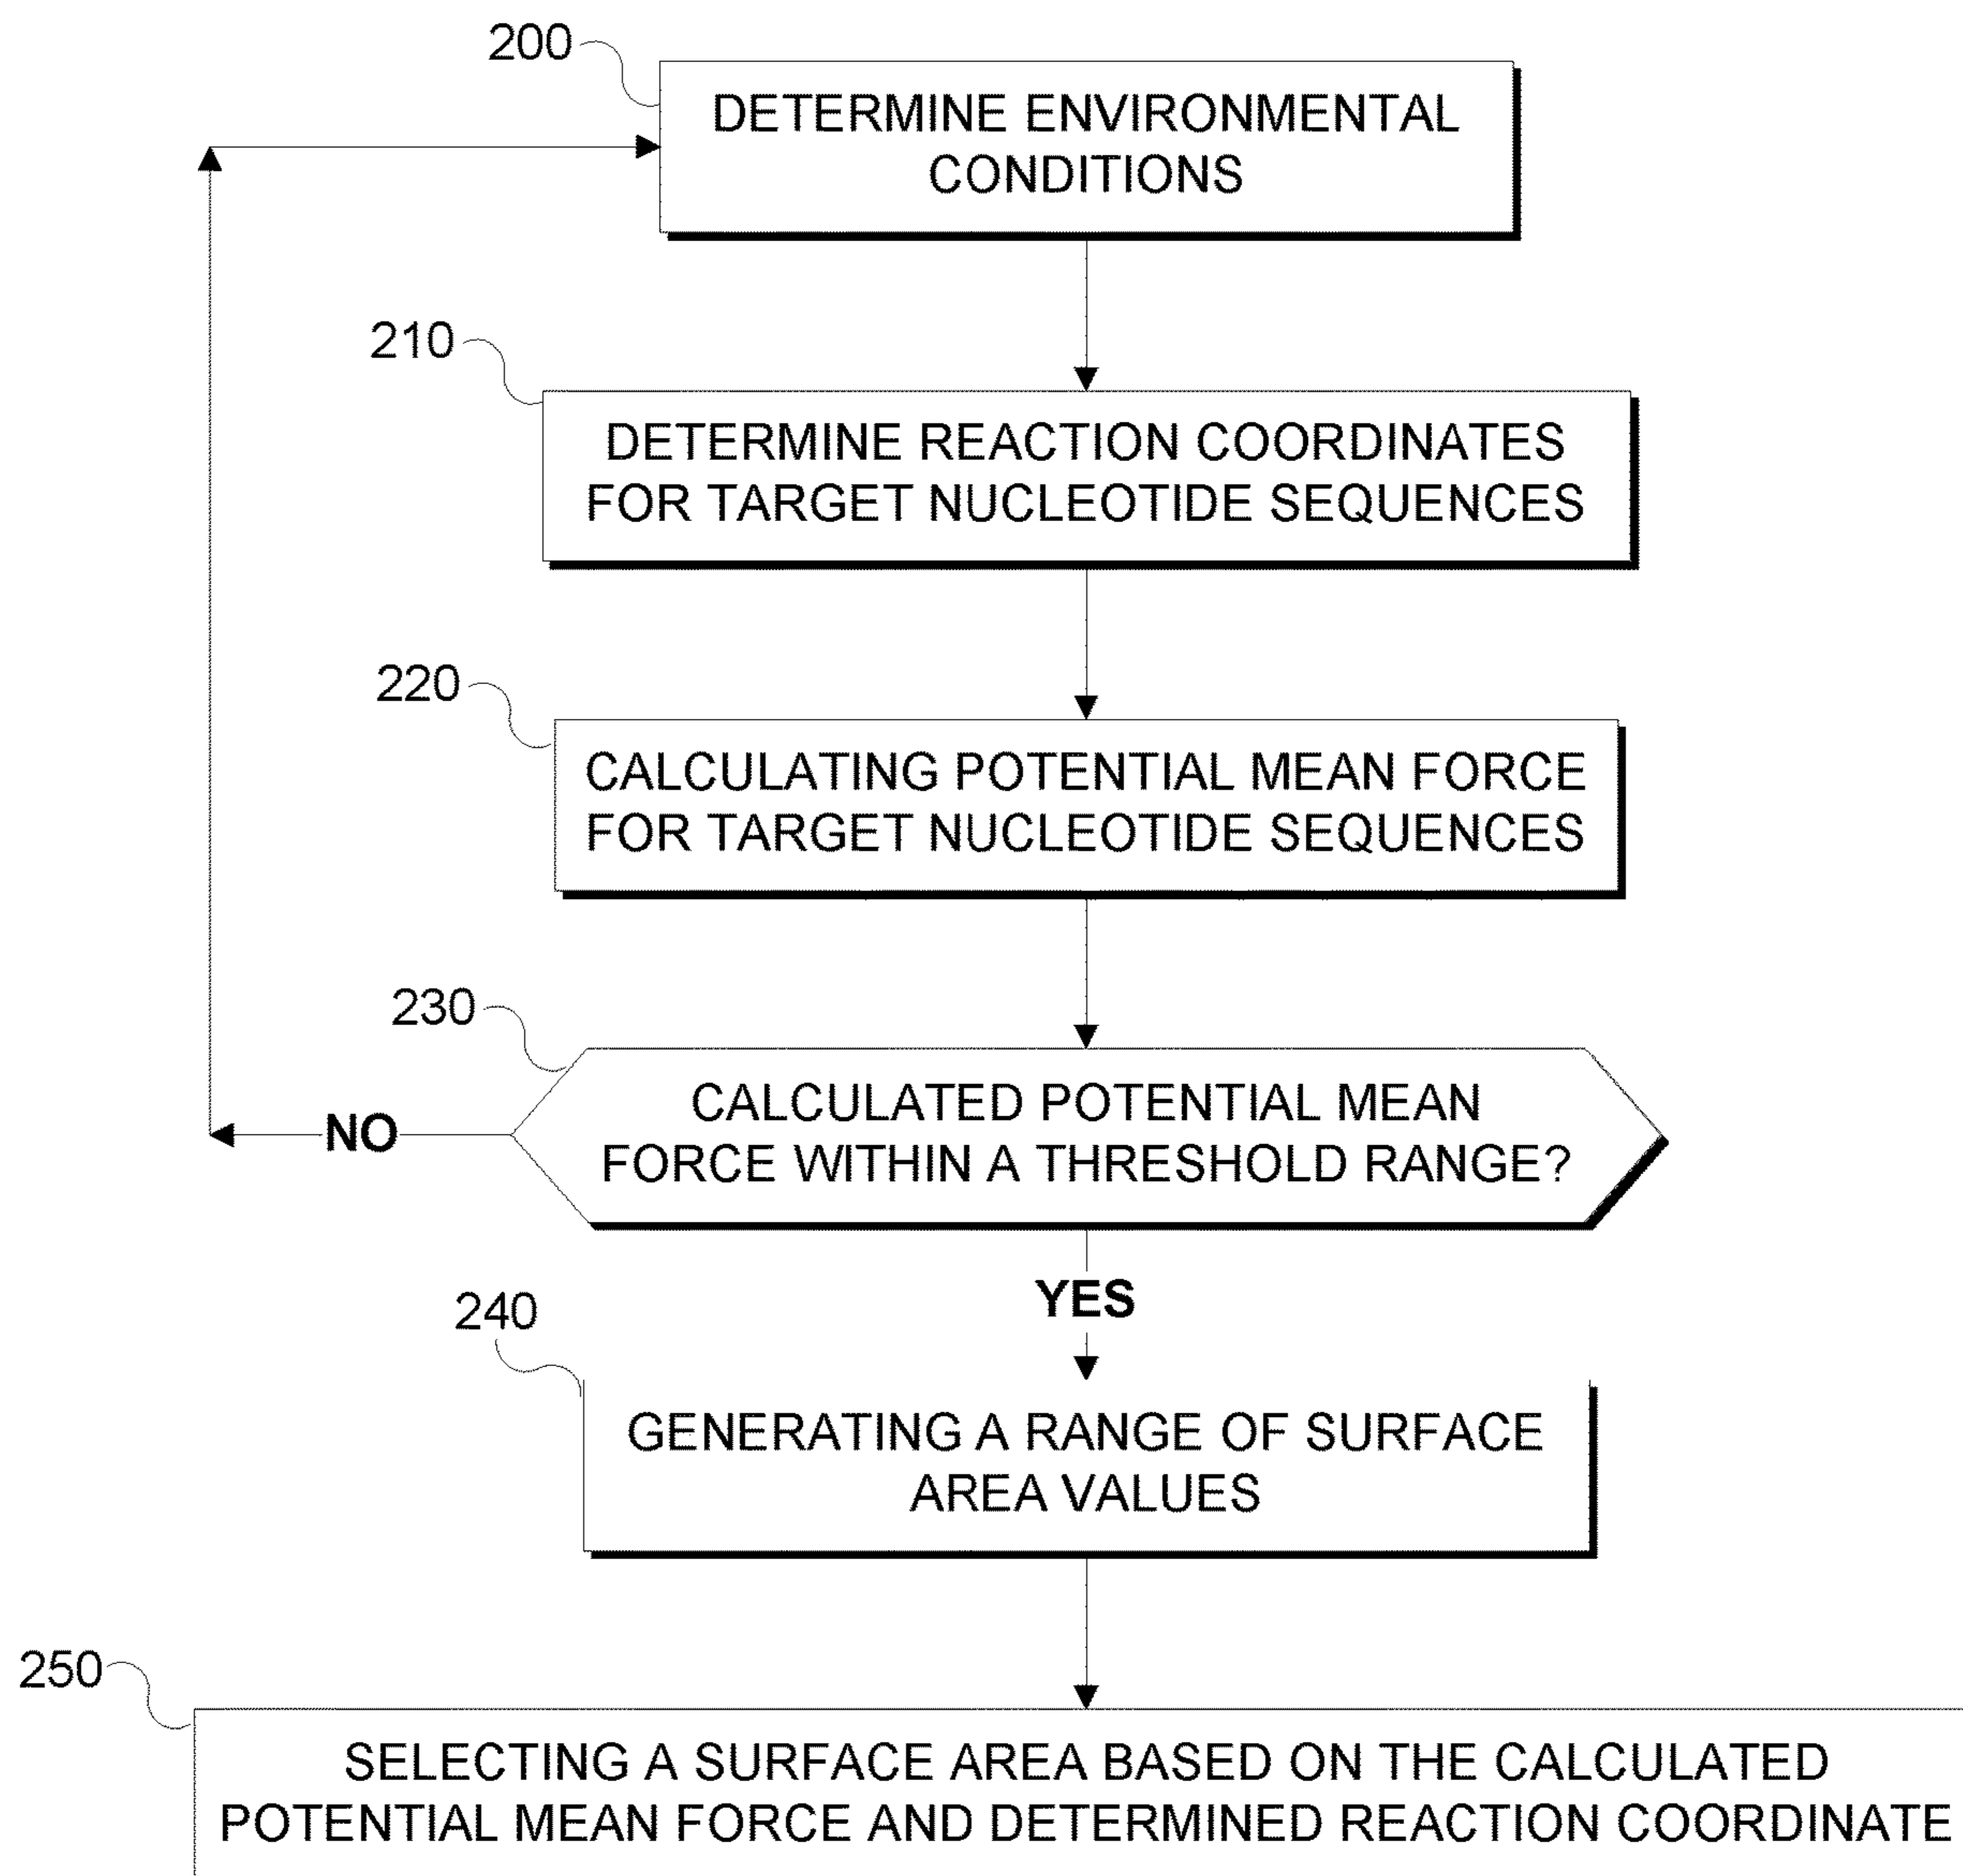 200
DETERMINE ENVIRONMENTAL
CONDITIONS
210
DETERMINE REACTION COORDINATES
FOR TARGET NUCLEOTIDE SEQUENCES
220
CALCULATING POTENTIAL MEAN FORCE
FOR TARGET NUCLEOTIDE SEQUENCES
230
CALCULATED POTENTIAL MEAN
FORCE WITHIN A THRESHOLD RANGE?
NO
YES
240
GENERATING A RANGE OF SURFACE
AREA VALUES
250
SELECTING A SURFACE AREA BASED ON THE CALCULATED
POTENTIAL MEAN FORCE AND DETERMINED REACTION COORDINATE